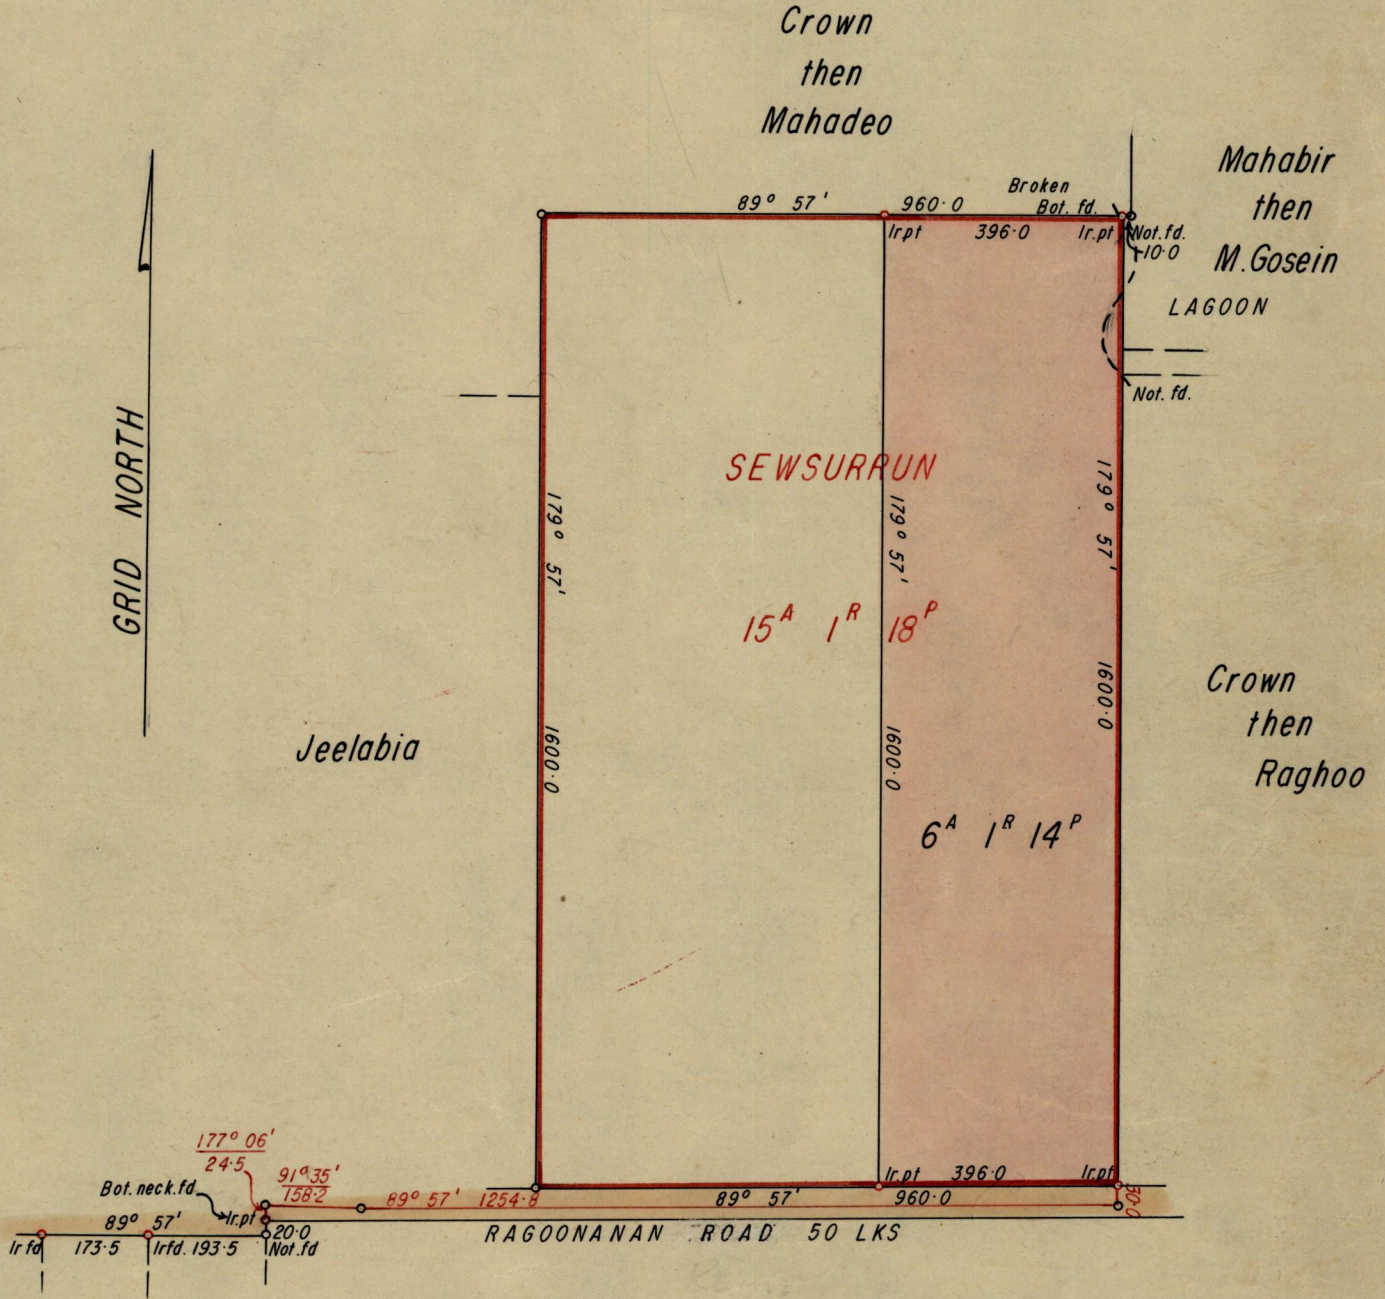 Crown
then
Mahadeo
Mahabir
then
M.Gosein
LAGOON
Broken
Bot. fd.
89° 57'
960·0
Ir.pt
396·0
Ir.pt
Not.fd.
10·0
Not. fd.
GRID NORTH
SEWSURRUN
179° 57'
179° 57'
179° 57'
15A 1R 18P
1600·0
1600·0
1600·0
Jeelabia
Crown
then
Raghoo
6A 1R 14P
177° 06'
24·5
91° 35'
158·2
Bot. neck.fd
Ir.pt
89° 57' 1254·8
Ir.pt
396·0
Ir.pt
89° 57'
960·0
30·0
89° 57'
20·0
RAGOONANAN ROAD 50 LKS
Ir fd
173·5
Irfd. 193·5
Not.fd